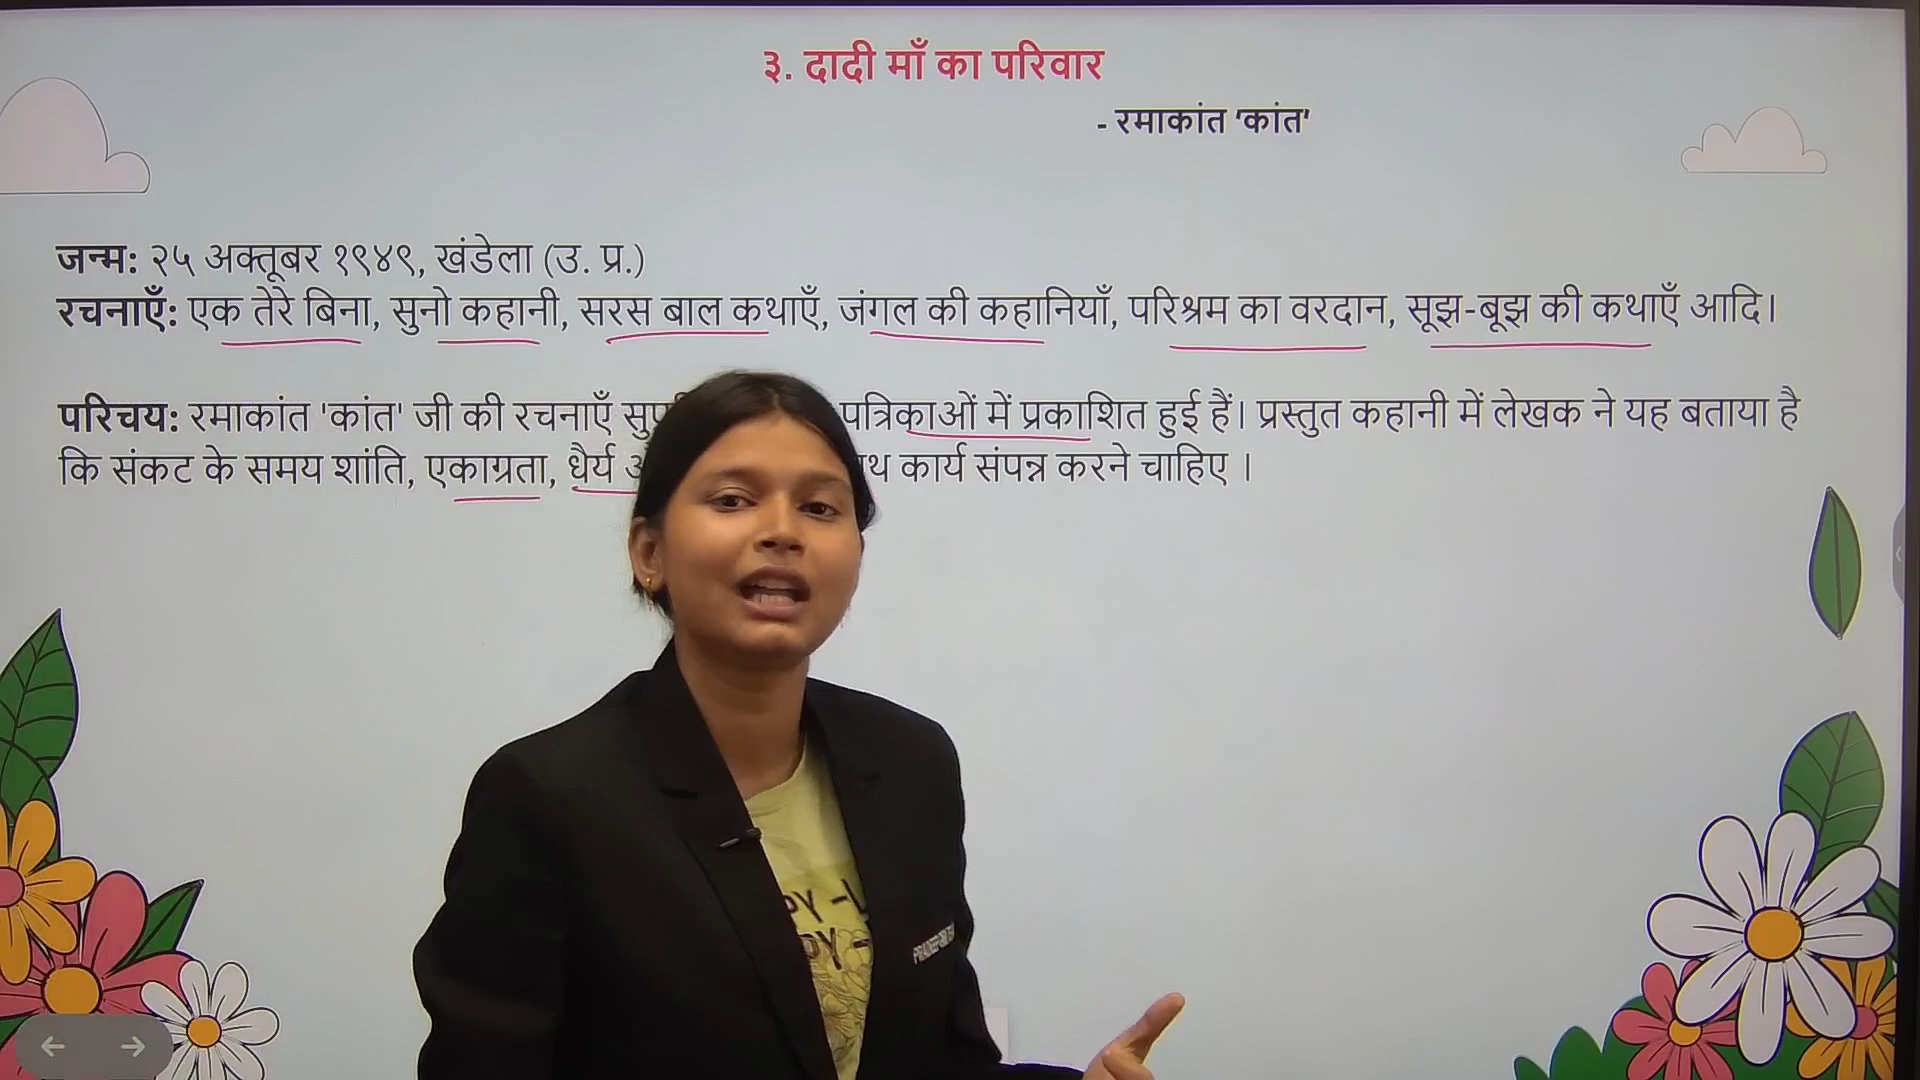 ३. दादी माँ का परिवार
- रमाकांत 'कांत'
जन्म: २५ अक्तूबर १९४९, खंडेला (उ. प्र.)
रचनाएँ: एक तेरे बिना, सुनो कहानी, सरस बाल कथाएँ, जंगल की कहानियाँ, परिश्रम का वरदान, सूझ-बूझ की कथाएँ आदि।
परिचय: रमाकांत 'कांत' जी की रचनाएँ पत्रिकाओं में प्रकाशित हुई हैं। प्रस्तुत कहानी में लेखक ने यह बताया है
कि संकट के समय शांति, एकाग्रता, धैर्य कार्य संपन्न करने चाहिए ।